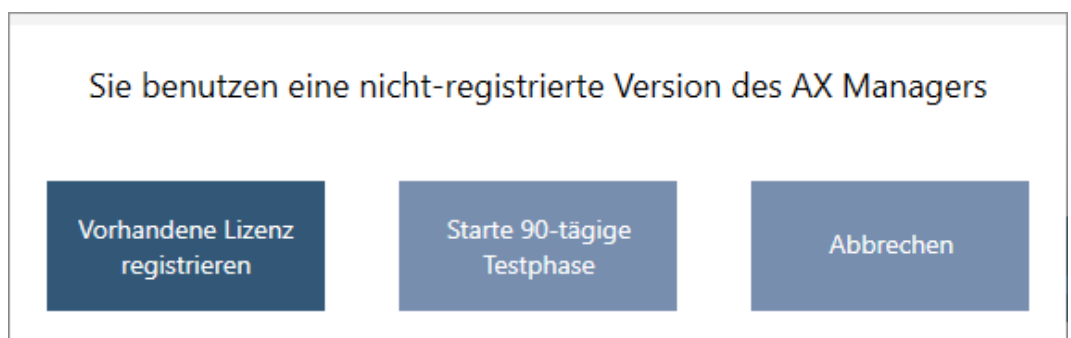 Sie benutzen eine nicht-registrierte Version des AX Managers
Vorhandene Lizenz
registrieren
Starte 90-tägige
Testphase
Abbrechen